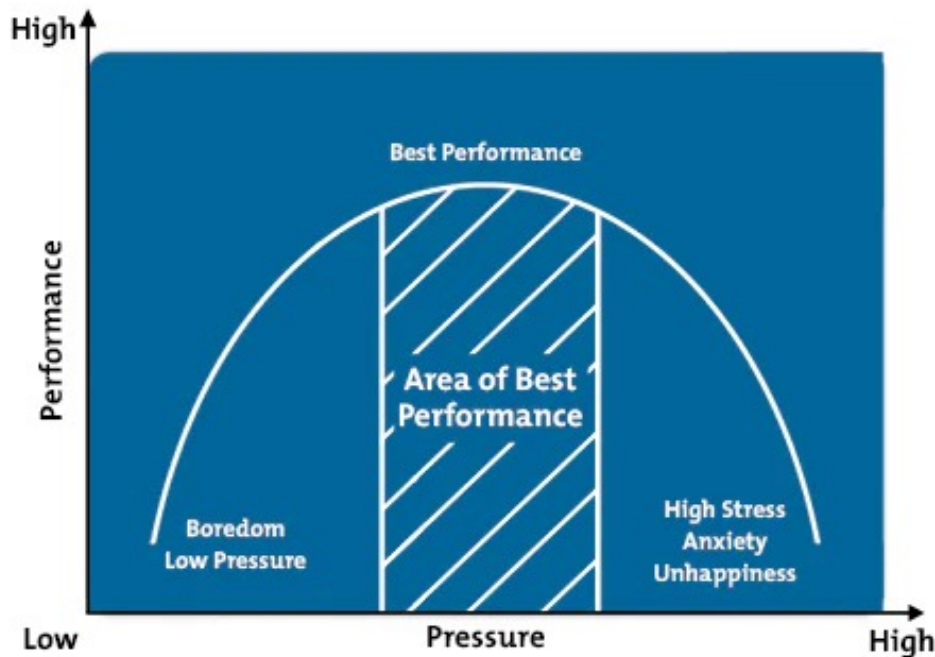 High
Best Performance
Performance
Area of Best
Performance
Boredom
Low Pressure
High Stress
Anxiety
Unhappiness
Low
Pressure
High